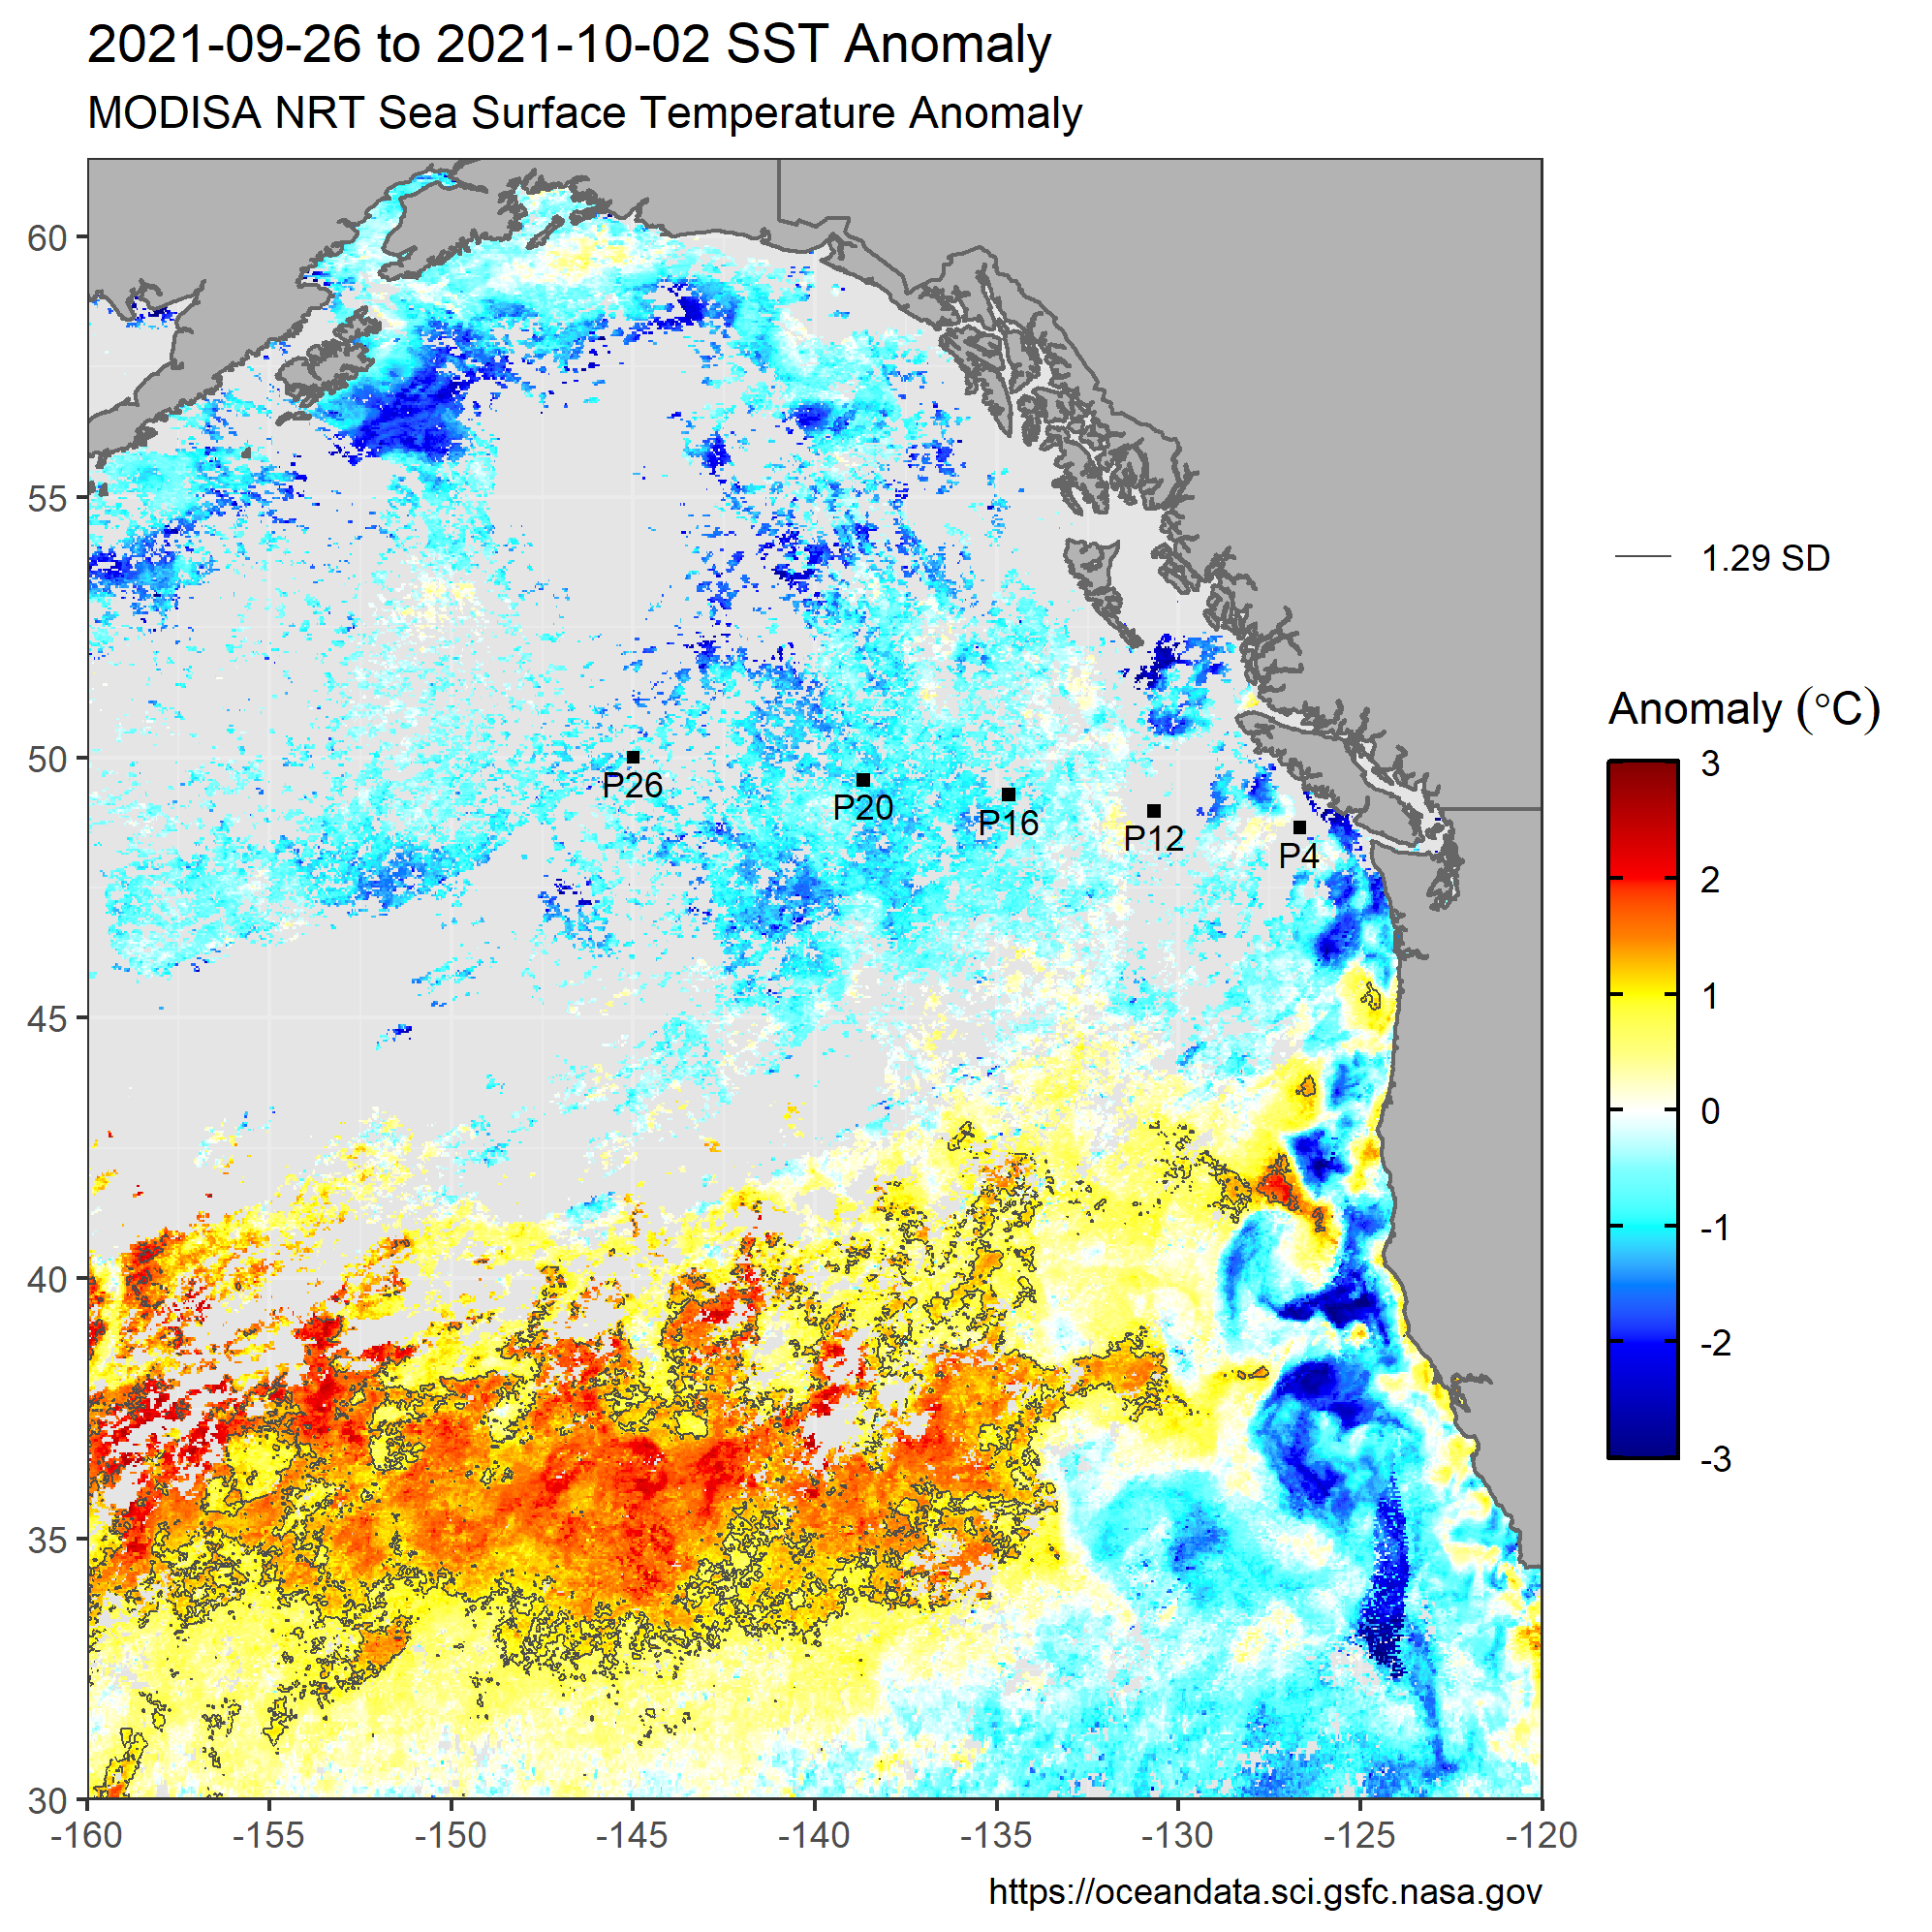 2021-09-26 to 2021-10-02 SST Anomaly
MODISA NRT Sea Surface Temperature Anomaly
60
55
50
45
40
35
30
-160
-155
-150
-145
-140
-135
-130
-125
-120
P26
P20
P16
P12
P4
1.29 SD
Anomaly (°C)
3
2
1
0
-1
-2
-3
https://oceandata.sci.gsfc.nasa.gov